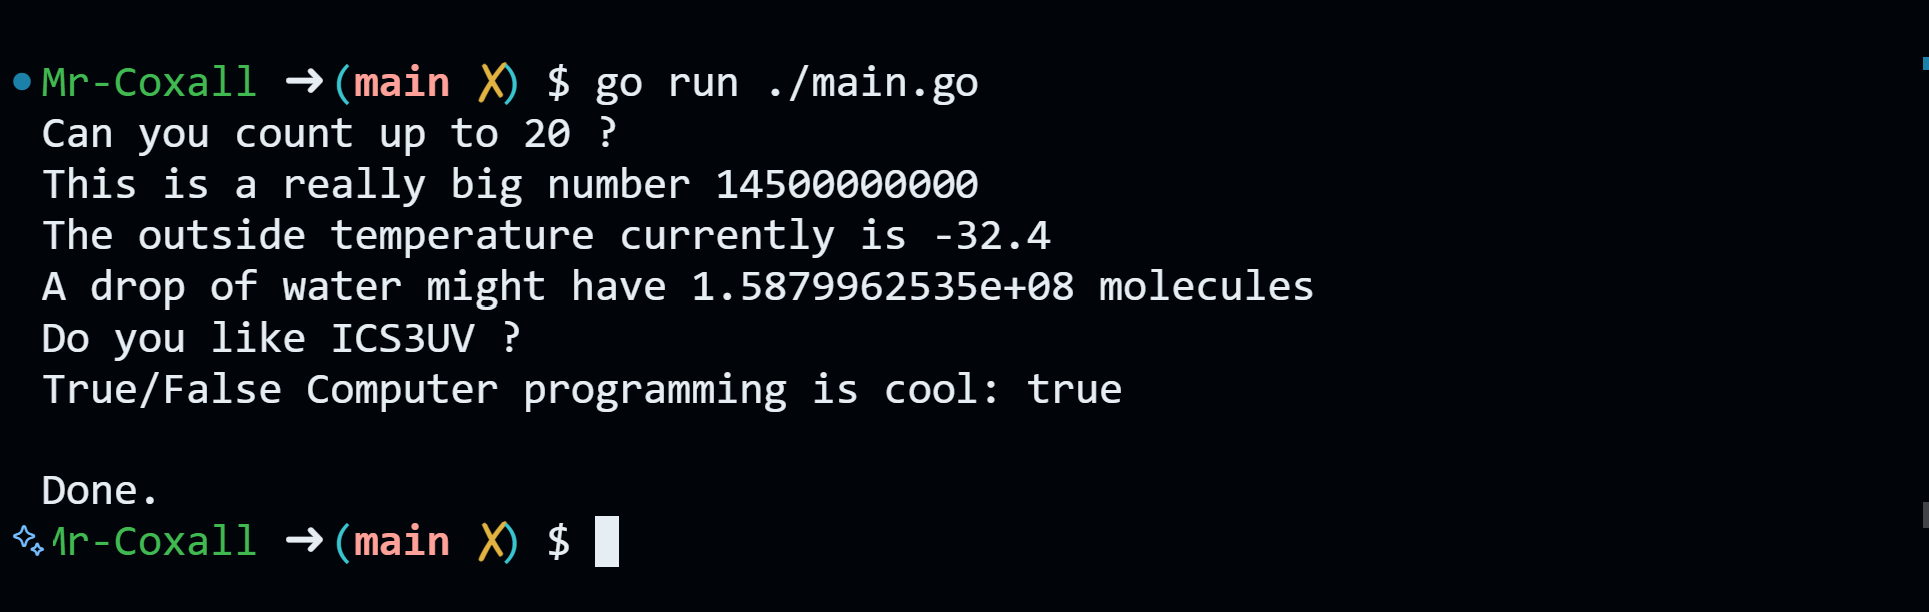 Mr-Coxall ➜ (main ✗) $ go run ./main.go
Can you count up to 20 ?
This is a really big number 14500000000
The outside temperature currently is -32.4
A drop of water might have 1.5879962535e+08 molecules
Do you like ICS3UV ?
True/False Computer programming is cool: true
Done.
Mr-Coxall ➜ (main ✗) $